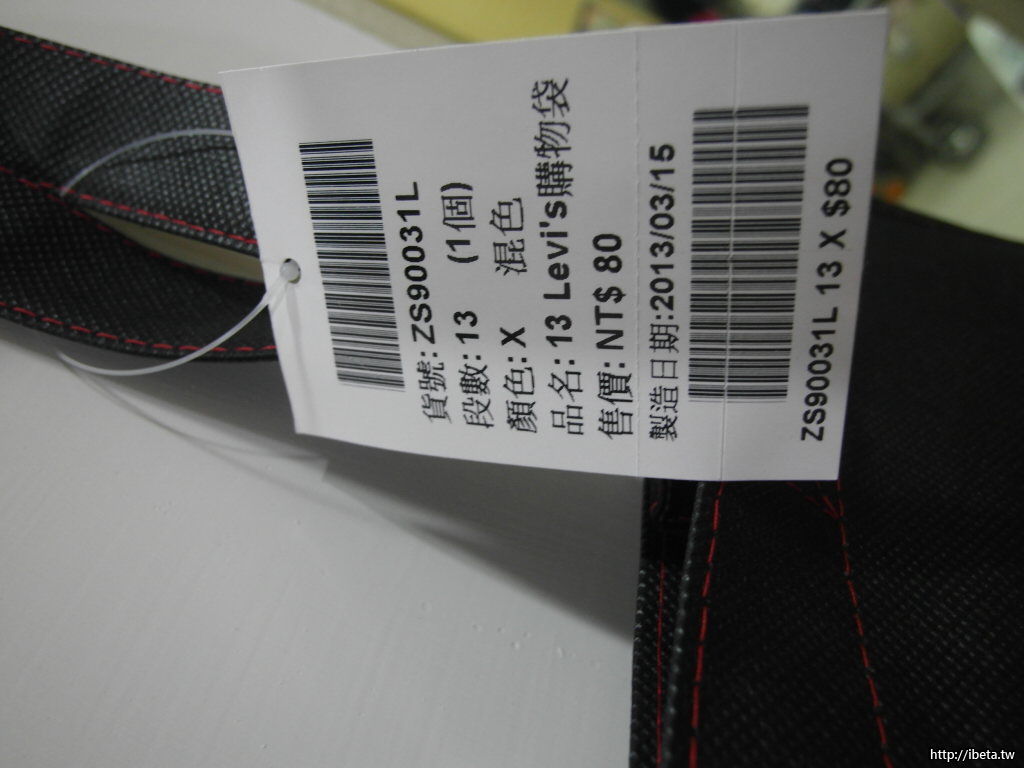 貨號: ZS90031L
段數: 13 (1個)
顏色: X 混色
品名: 13 Levi's購物袋
售價: NT$ 80
製造日期:2013/03/15
ZS90031L 13 X $80
http://ibeta.tw